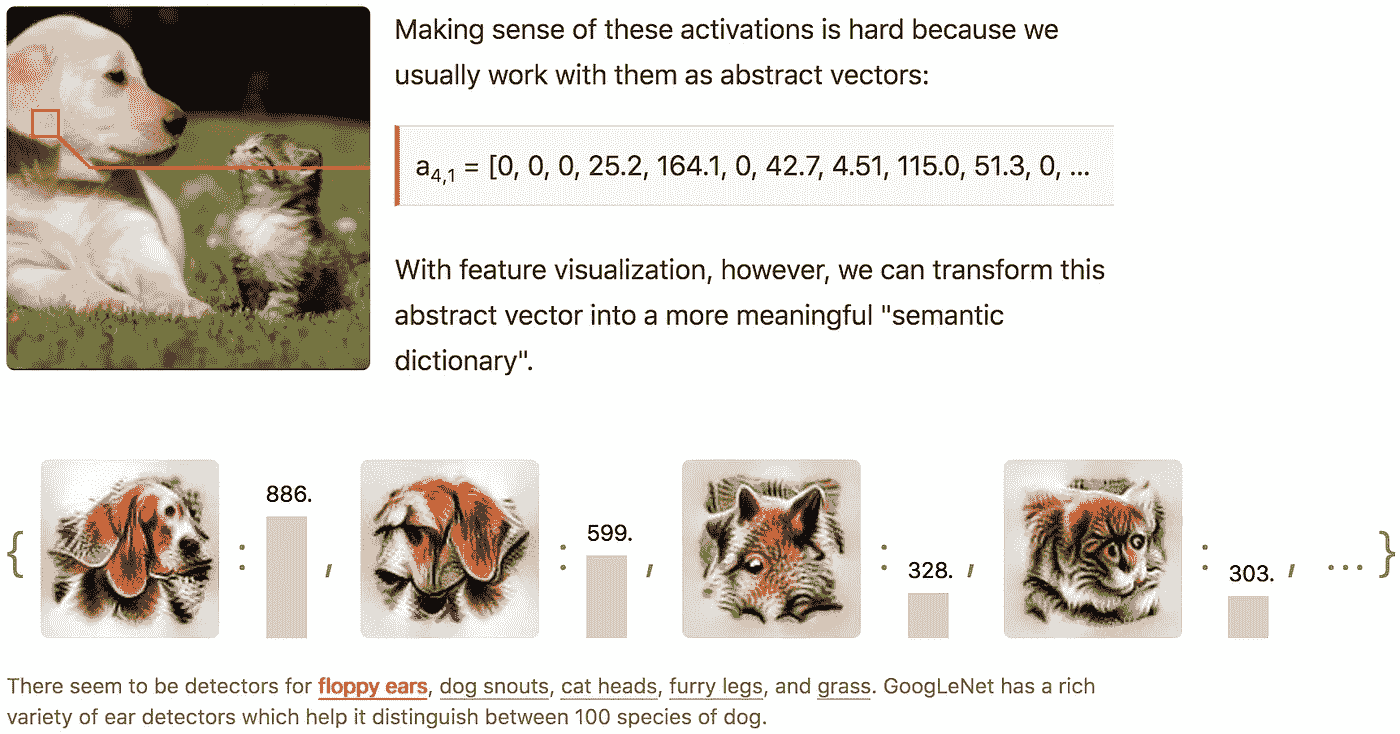 Making sense of these activations is hard because we
usually work with them as abstract vectors:
a4,1 = [0, 0, 0, 25.2, 164.1, 0, 42.7, 4.51, 115.0, 51.3, 0, ...
With feature visualization, however, we can transform this
abstract vector into a more meaningful "semantic
dictionary".
{ : 886. , : 599. , : 328. , : 303. , ... }
There seem to be detectors for floppy ears, dog snouts, cat heads, furry legs, and grass. GoogLeNet has a rich
variety of ear detectors which help it distinguish between 100 species of dog.